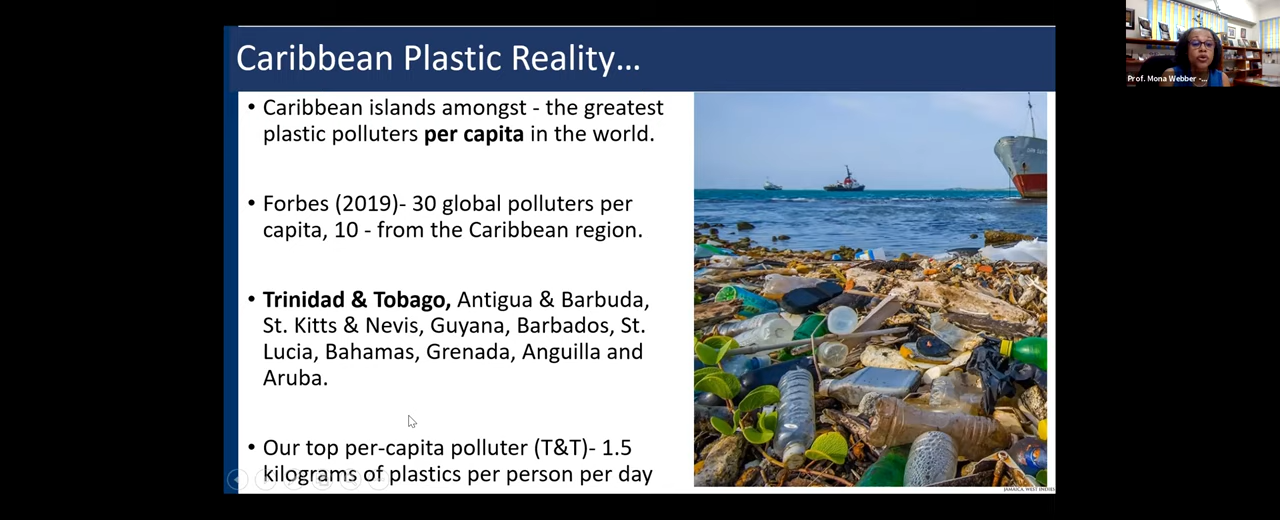 Caribbean Plastic Reality...
• Caribbean islands amongst - the greatest
plastic polluters per capita in the world.
• Forbes (2019)- 30 global polluters per
capita, 10 - from the Caribbean region.
• Trinidad & Tobago, Antigua & Barbuda,
St. Kitts & Nevis, Guyana, Barbados, St.
Lucia, Bahamas, Grenada, Anguilla and
Aruba.
• Our top per-capita polluter (T&T)- 1.5
kilograms of plastics per person per day
JAMAICA, WEST INDIES
Prof. Mona Webber -...